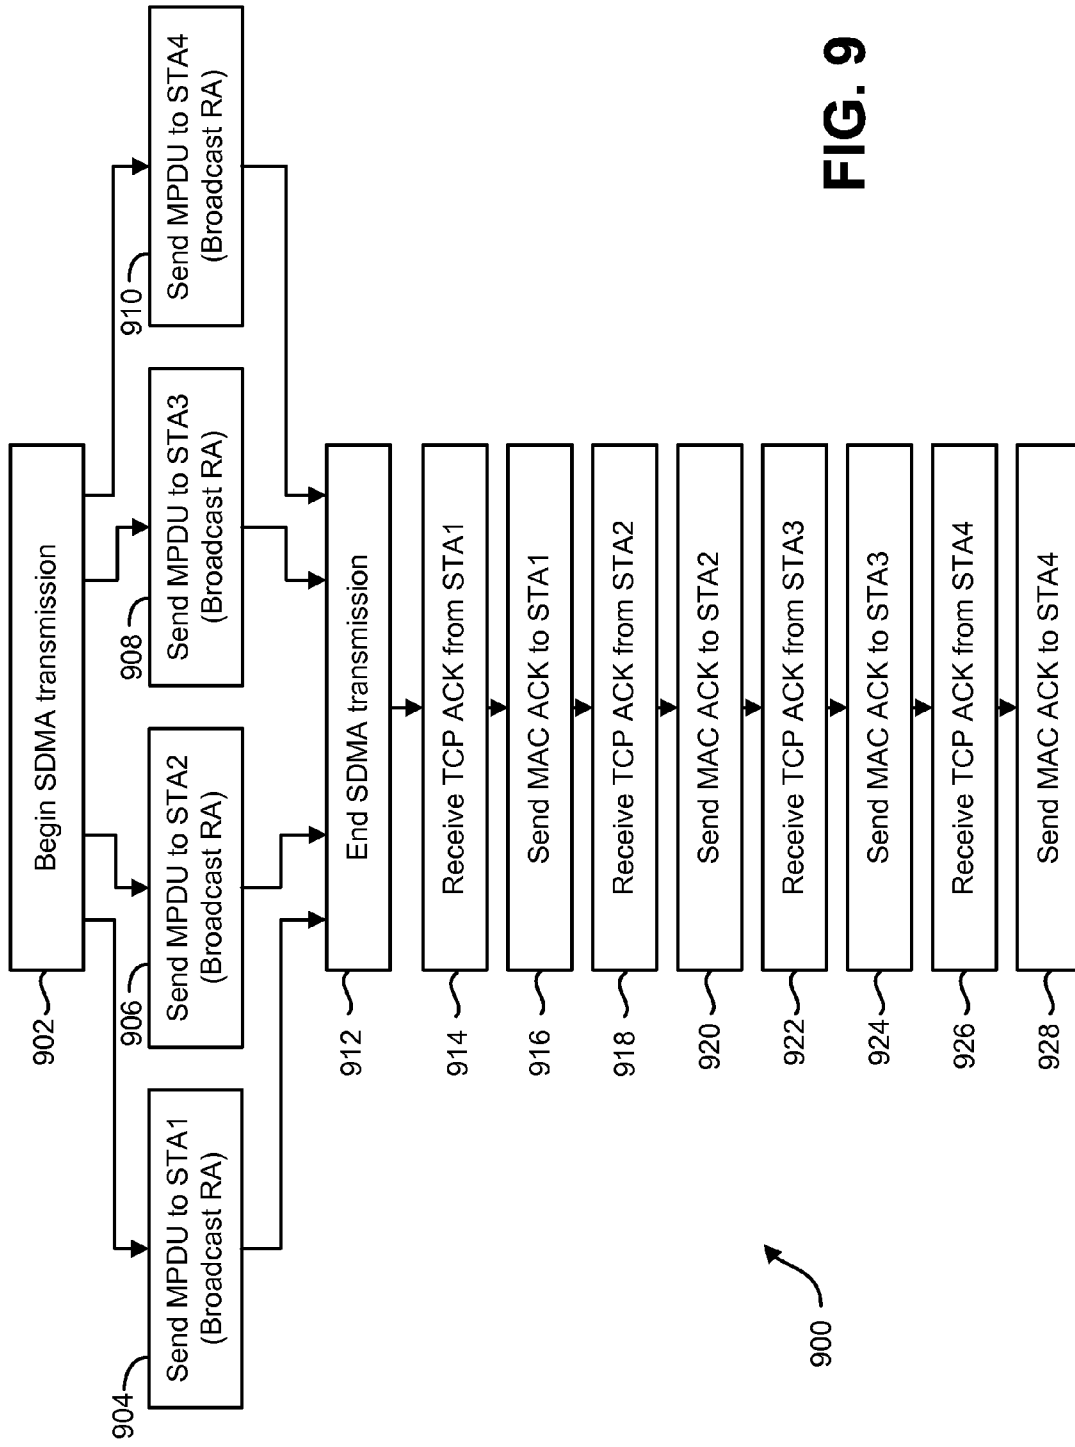 Begin SDMA transmission
902
Send MPDU to STA1
(Broadcast RA)
904
Send MPDU to STA2
(Broadcast RA)
906
Send MPDU to STA3
(Broadcast RA)
908
Send MPDU to STA4
(Broadcast RA)
910
End SDMA transmission
912
Receive TCP ACK from STA1
914
Send MAC ACK to STA1
916
Receive TCP ACK from STA2
918
Send MAC ACK to STA2
920
Receive TCP ACK from STA3
922
Send MAC ACK to STA3
924
Receive TCP ACK from STA4
926
Send MAC ACK to STA4
928
900
FIG. 9